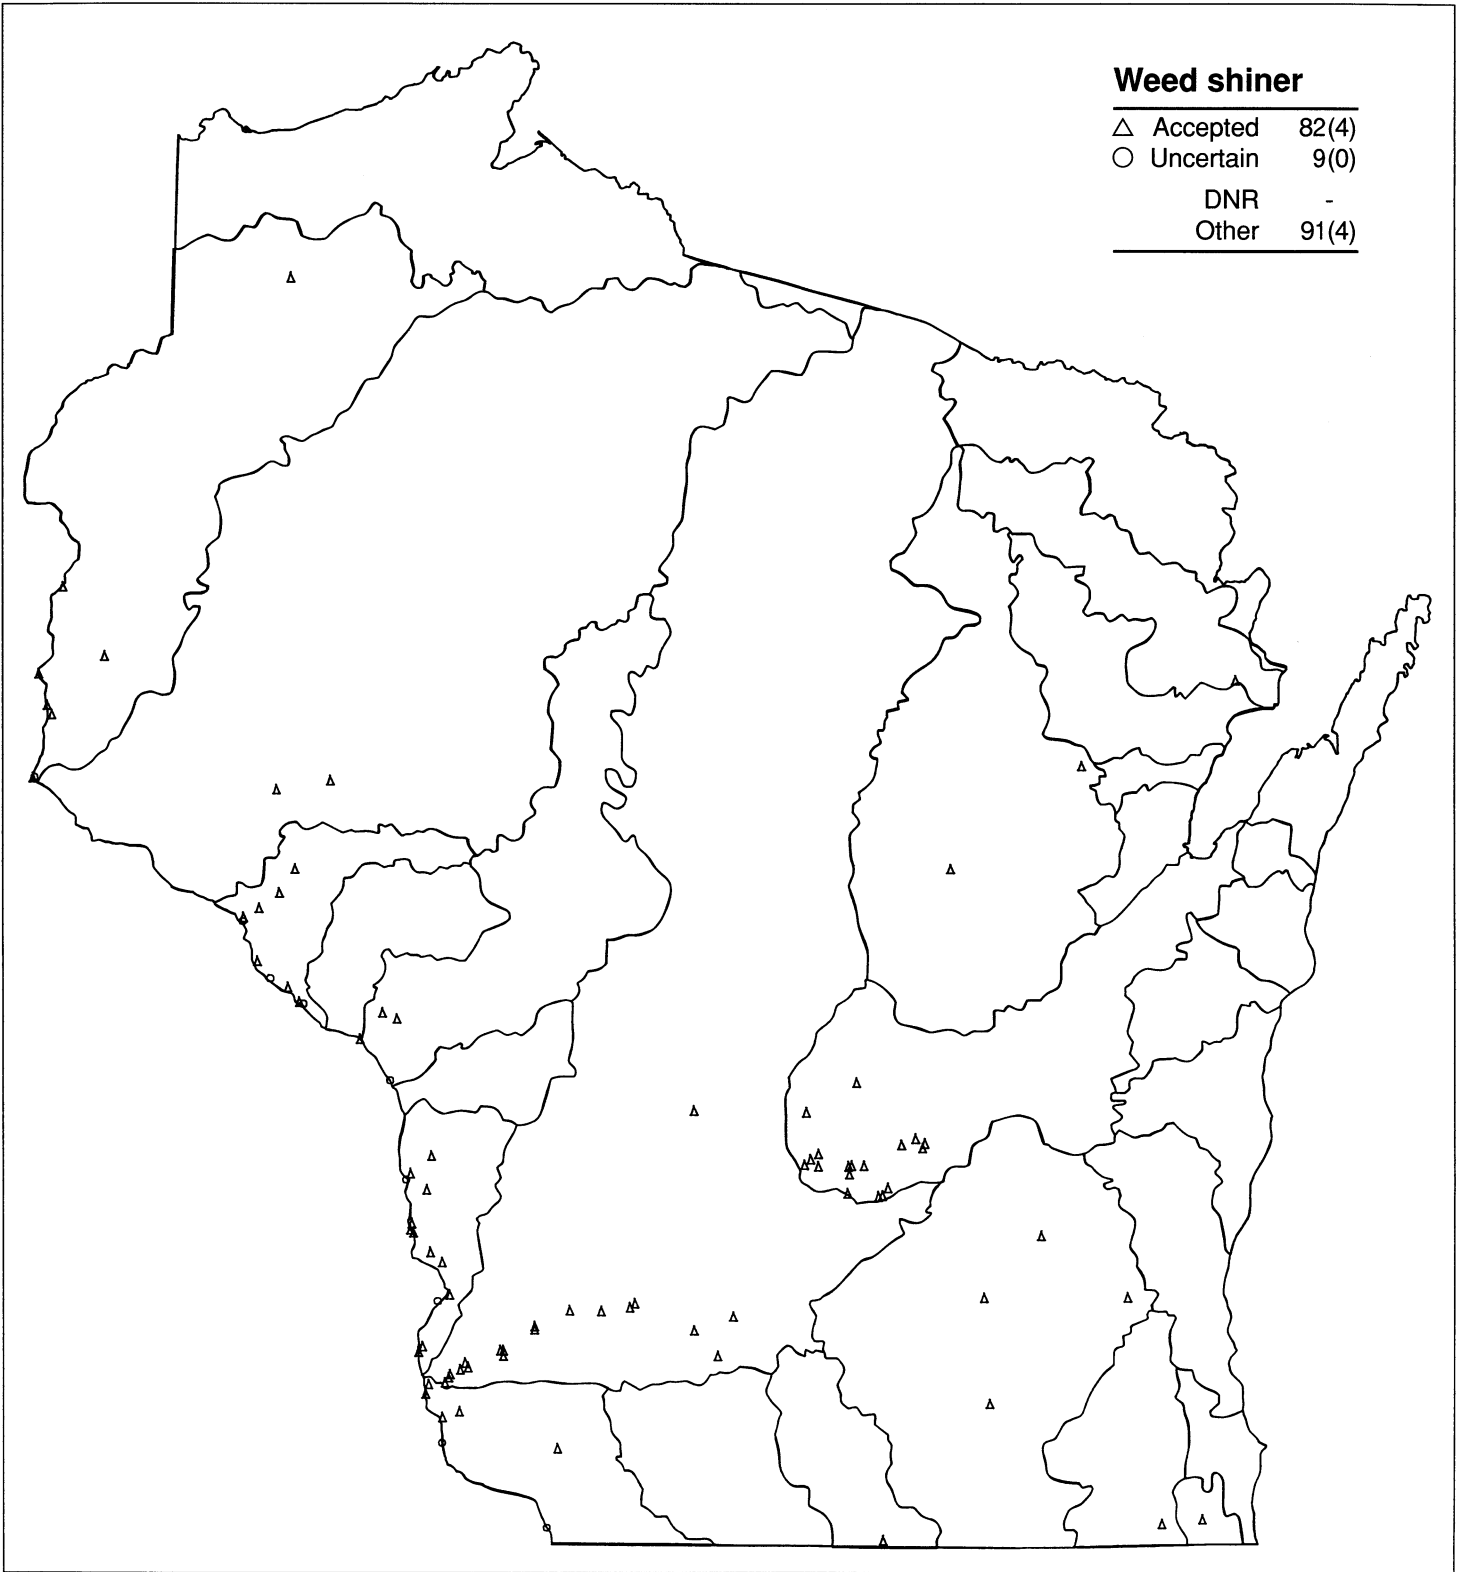 Weed shiner
△ Accepted 82(4)
○ Uncertain 9(0)
DNR -
Other 91(4)